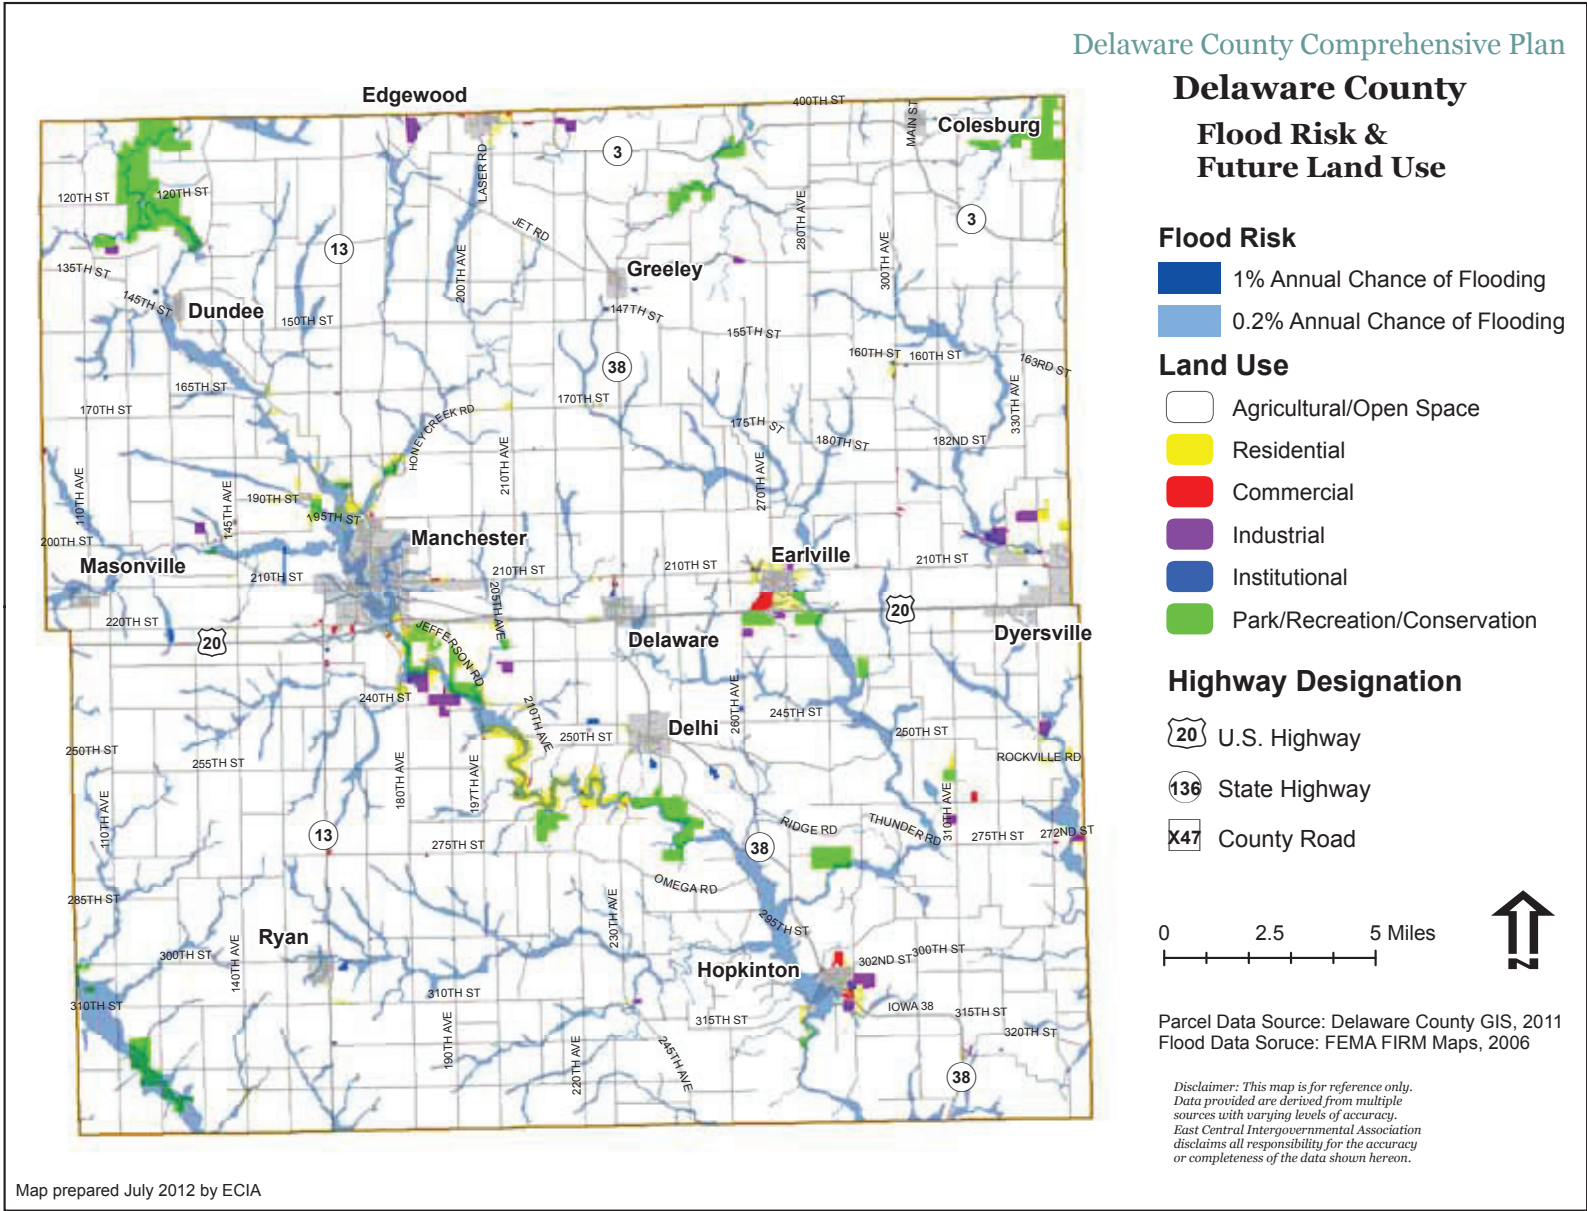 Delaware County Comprehensive Plan
Delaware County
Flood Risk &
Future Land Use
Flood Risk
1% Annual Chance of Flooding
0.2% Annual Chance of Flooding
Land Use
Agricultural/Open Space
Residential
Commercial
Industrial
Institutional
Park/Recreation/Conservation
Highway Designation
20 U.S. Highway
136 State Highway
X47 County Road
0 2.5 5 Miles
N
Parcel Data Source: Delaware County GIS, 2011
Flood Data Soruce: FEMA FIRM Maps, 2006
Disclaimer: This map is for reference only.
Data provided are derived from multiple
sources with varying levels of accuracy.
East Central Intergovernmental Association
disclaims all responsibility for the accuracy
or completeness of the data shown hereon.
Edgewood
400TH ST
MAIN ST
Colesburg
3
LASER RD
120TH ST
120TH ST
280TH AVE
3
JET RD
13
300TH AVE
200TH AVE
135TH ST
Greeley
145TH ST
Dundee
150TH ST
147TH ST
155TH ST
160TH ST
160TH ST
163RD ST
38
165TH ST
330TH AVE
170TH ST
170TH ST
HONEY CREEK RD
175TH ST
180TH ST
182ND ST
210TH AVE
270TH AVE
110TH AVE
145TH AVE
190TH ST
195TH ST
200TH ST
Manchester
Masonville
Earlville
210TH ST
210TH ST
210TH ST
210TH ST
205TH AVE
20
220TH ST
20
JEFFERSON RD
Delaware
Dyersville
240TH ST
260TH AVE
210TH AVE
245TH ST
250TH ST
Delhi
250TH ST
250TH ST
255TH ST
ROCKVILLE RD
180TH AVE
197TH AVE
110TH AVE
310TH AVE
13
275TH ST
38
RIDGE RD
THUNDER RD
275TH ST
272ND ST
OMEGA RD
285TH ST
230TH AVE
295TH ST
Ryan
300TH ST
140TH AVE
Hopkinton
302ND ST
300TH ST
310TH ST
310TH ST
IOWA 38
315TH ST
315TH ST
320TH ST
190TH AVE
220TH AVE
245TH AVE
38
Map prepared July 2012 by ECIA